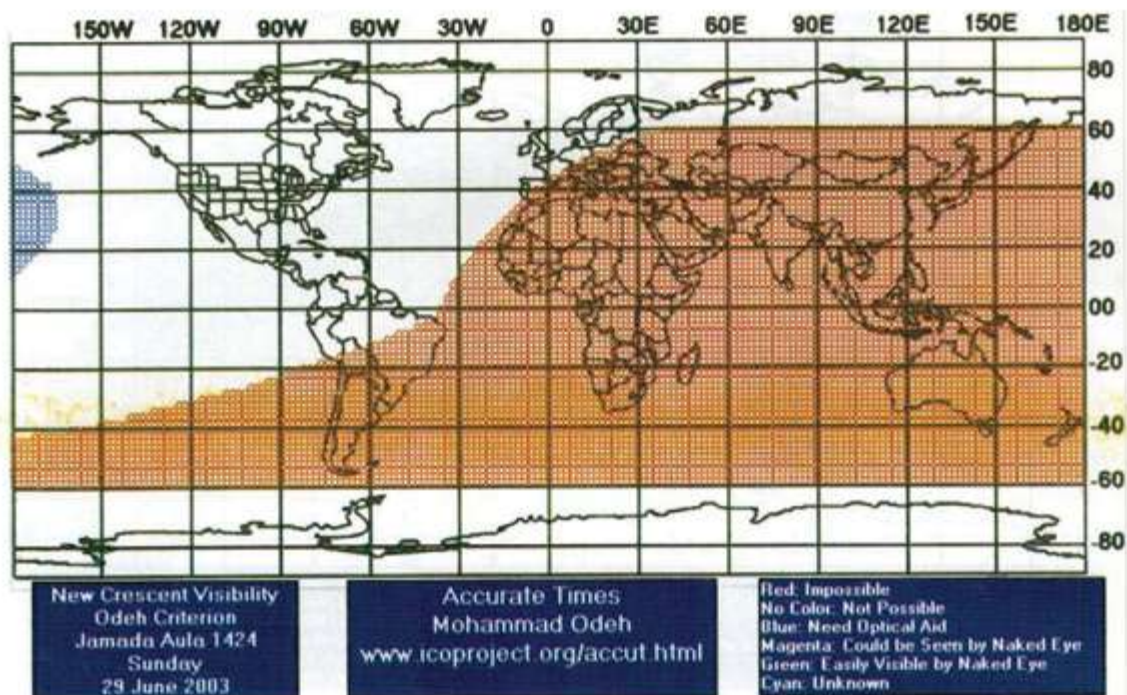 150W 120W 90W 60W 30W 0 30E 60E 90E 120E 150E 180E
80
60
40
20
00
-20
-40
-60
-80
New Crescent Visibility
Odeh Criterion
Jamada Aula 1424
Sunday
29 June 2003
Accurate Times
Mohammad Odeh
www.icoproject.org/accut.html
Red: Impossible
No Color: Not Possible
Blue: Need Optical Aid
Magenta: Could be Seen by Naked Eye
Green: Easily Visible by Naked Eye
Cyan: Unknown